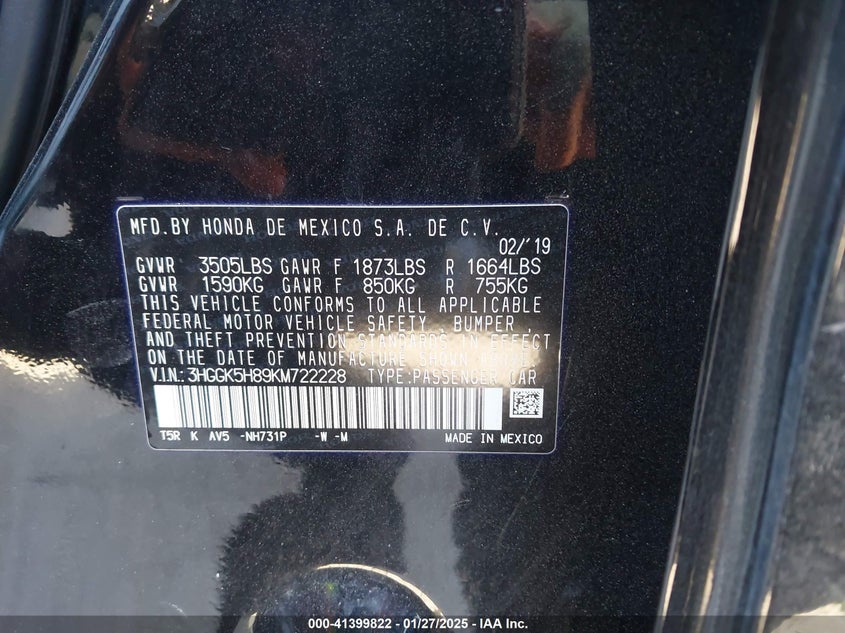 MFD.BY HONDA DE MEXICO S.A. DE C.V.
02/'19
GVWR 3505LBS GAWR F 1873LBS R 1664LBS
GVWR 1590KG GAWR F 850KG R 755KG
THIS VEHICLE CONFORMS TO ALL APPLICABLE
FEDERAL MOTOR VEHICLE SAFETY, BUMPER,
AND THEFT PREVENTION STANDARDS IN EFFECT
ON THE DATE OF MANUFACTURE SHOWN ABOVE.
V.I.N.:3HGGK5H89KM722228 TYPE:PASSENGER CAR
T5R K AV5 -NH731P -W -M MADE IN MEXICO
000-41399822 - 01/27/2025 - IAA Inc.